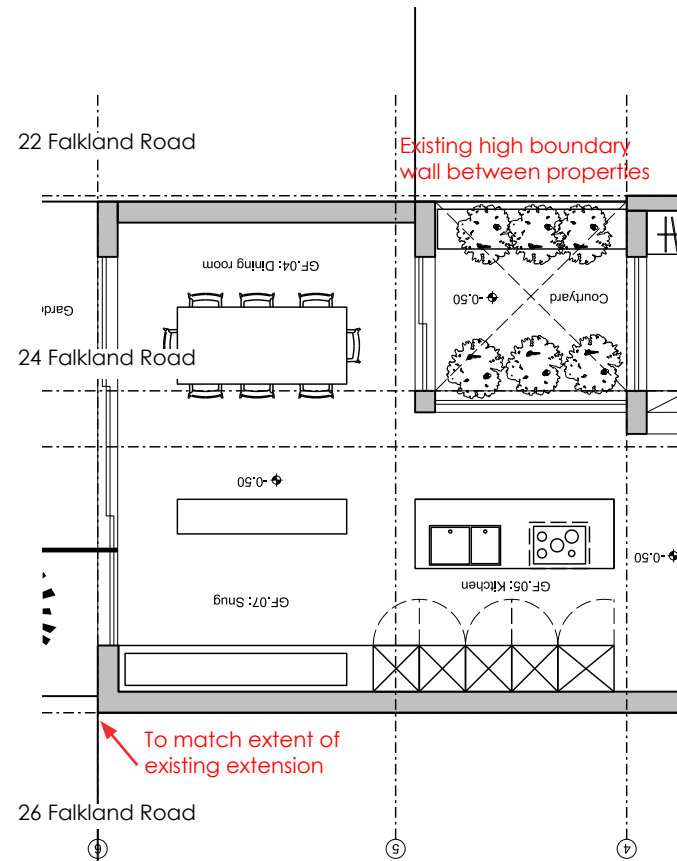 22 Falkland Road
Existing high boundary
wall between properties
GF.04: Dining room
-0.50
Courtyard
Garde
24 Falkland Road
-0.50
-0.50
GF.05: Kitchen
GF.07: Snug
To match extent of
existing extension
26 Falkland Road
6
5
4